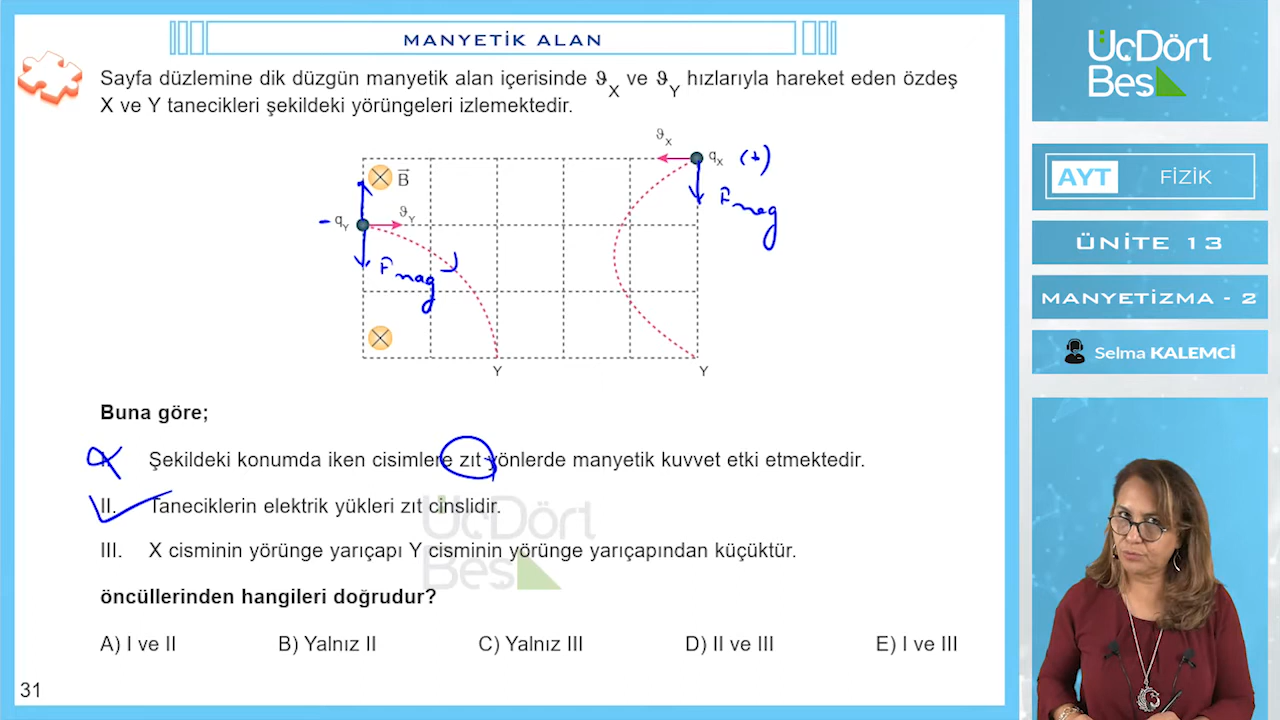 MANYETİK ALAN
Sayfa düzlemine dik düzgün manyetik alan içerisinde ϑX ve ϑY hızlarıyla hareket eden özdeş
X ve Y tanecikleri şekildeki yörüngeleri izlemektedir.
ϑX
qX (+)
B
Fmag
- qY ϑY
Fmag
Y Y
Buna göre;
I. Şekildeki konumda iken cisimlere zıt yönlerde manyetik kuvvet etki etmektedir.
II. Taneciklerin elektrik yükleri zıt cinslidir.
III. X cisminin yörünge yarıçapı Y cisminin yörünge yarıçapından küçüktür.
öncüllerinden hangileri doğrudur?
A) I ve II B) Yalnız II C) Yalnız III D) II ve III E) I ve III
31
ÜçDört
Beş
ÜçDört
Beş
AYT FİZİK
ÜNİTE 13
MANYETİZMA - 2
Selma KALEMCİ